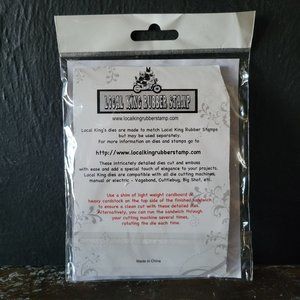 LOCAL KING RUBBER STAMP
www.localkingrubberstamp.com
Local King's dies are made to match Local King Rubber Stamps
but may be used separately.
For more information on dies and stamps go to
http://www.localkingrubberstamp.com
These intricately detailed dies cut and emboss
with ease and add a special touch of elegance to your projects.
Local King dies are compatible with all die cutting machines,
manual or electric - Vagabond, Cuttlebug, Big Shot, etc.
Use a shim of light weight cardboard or
heavy cardstock on the top side of the finished sandwich
to ensure a clean cut with these detailed dies.
Alternatively, you can run the sandwich through
your cutting machine several times,
rotating the die each time.
Made in China